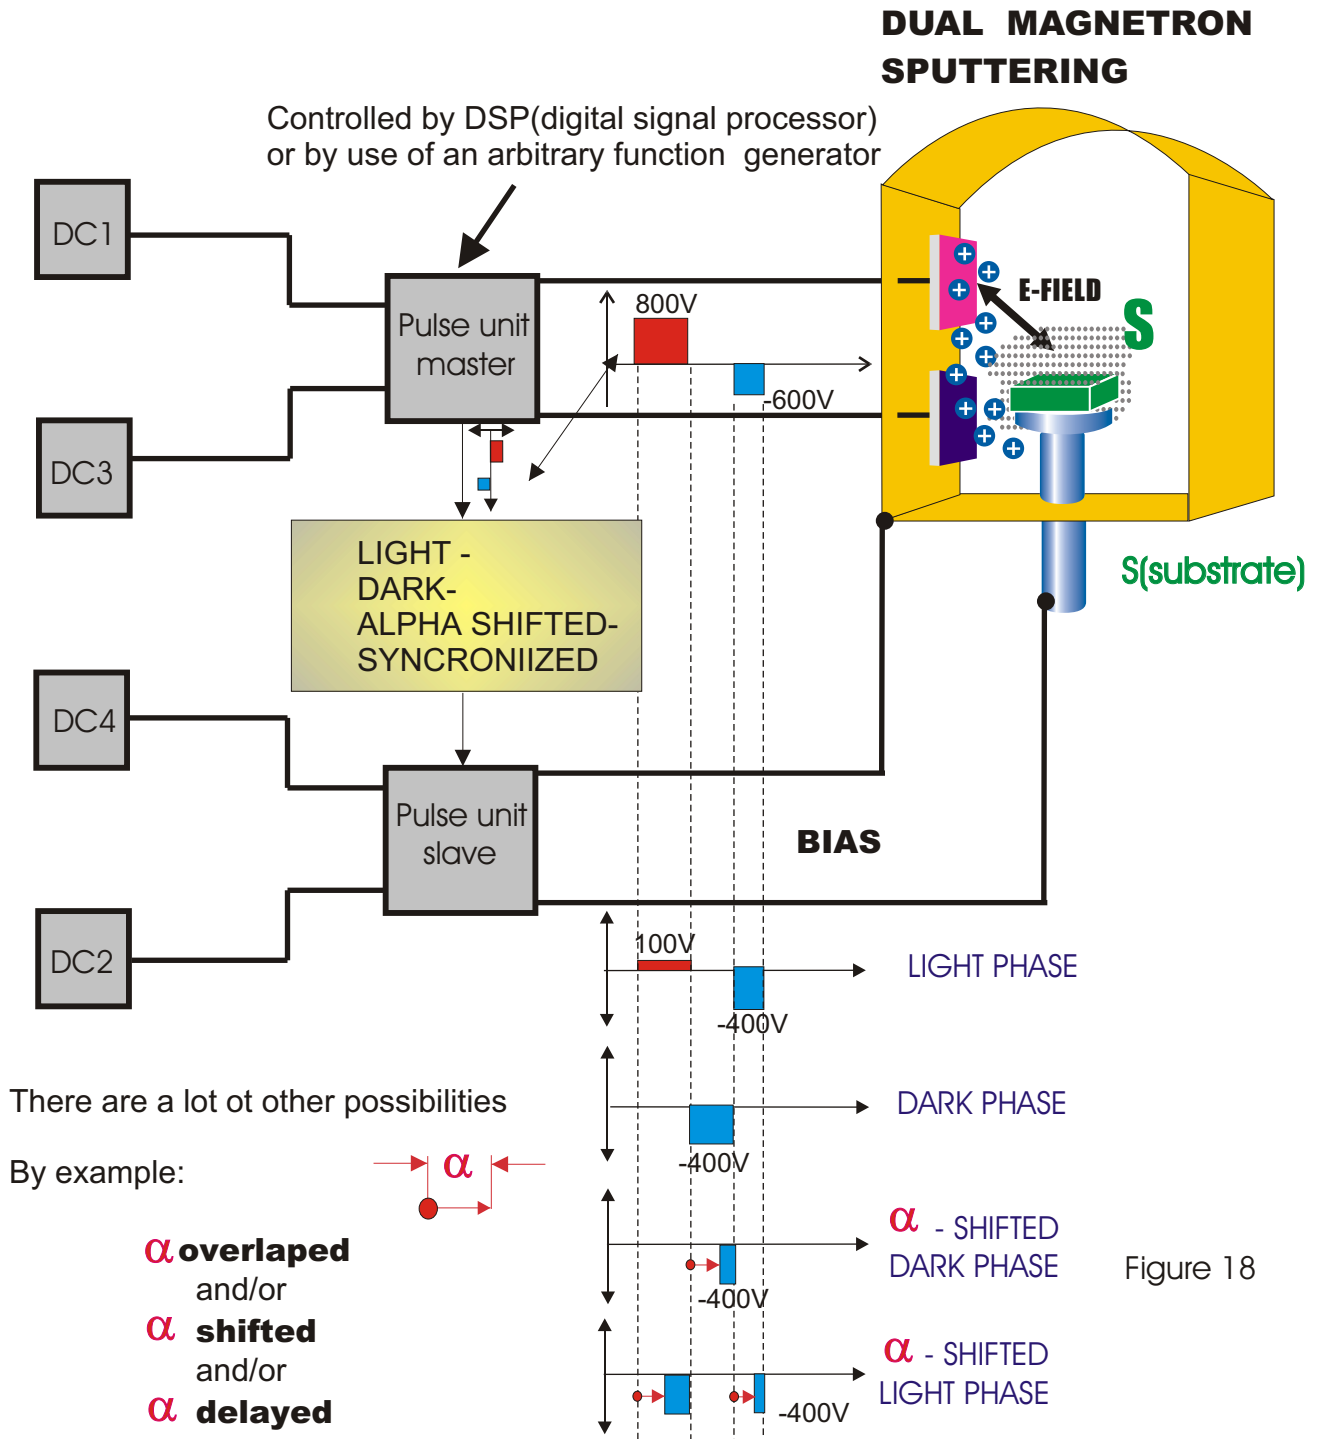 DUAL MAGNETRON
SPUTTERING
Controlled by DSP(digital signal processor)
or by use of an arbitrary function generator
DC1
Pulse unit
master
800V
-600V
E-FIELD
S
DC3
S(substrate)
LIGHT -
DARK-
ALPHA SHIFTED-
SYNCRONIIZED
DC4
Pulse unit
slave
BIAS
DC2
100V
-400V
LIGHT PHASE
There are a lot ot other possibilities
-400V
DARK PHASE
By example:
α
α - SHIFTED
DARK PHASE
-400V
Figure 18
α overlaped
and/or
α shifted
and/or
α delayed
α - SHIFTED
LIGHT PHASE
-400V